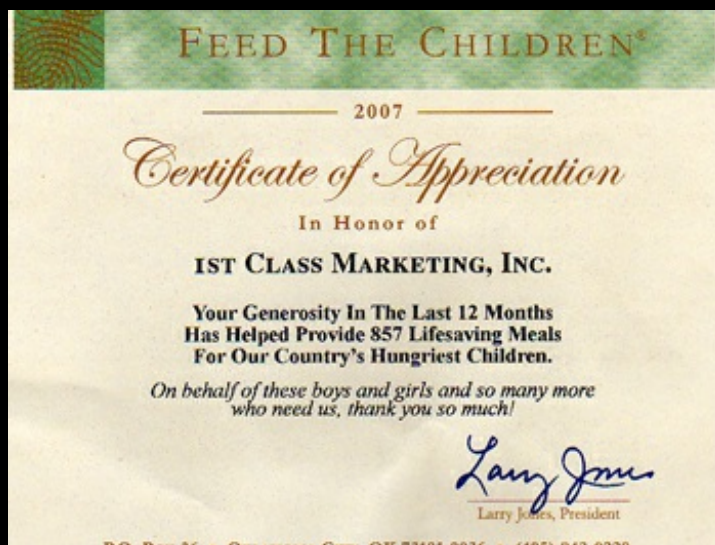 FEED THE CHILDREN®
2007
Certificate of Appreciation
In Honor of
1ST CLASS MARKETING, INC.
Your Generosity In The Last 12 Months
Has Helped Provide 857 Lifesaving Meals
For Our Country's Hungriest Children.
On behalf of these boys and girls and so many more
who need us, thank you so much!
Larry Jones
Larry Jones, President